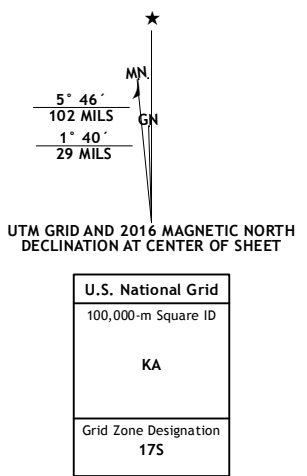 MN
GN
5° 46´
102 MILS
1° 40´
29 MILS
UTM GRID AND 2016 MAGNETIC NORTH
DECLINATION AT CENTER OF SHEET
U.S. National Grid
100,000-m Square ID
KA
Grid Zone Designation
17S